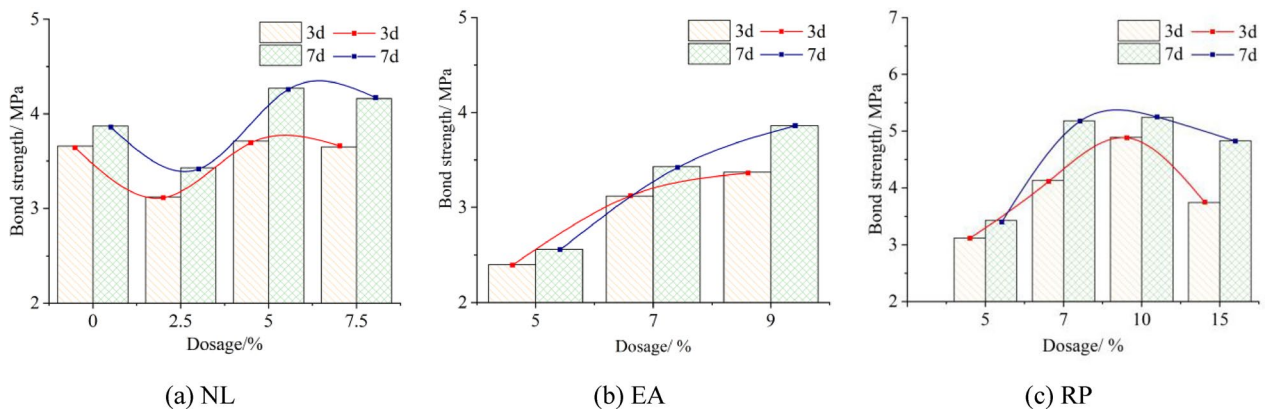 5
4
3
2
Bond strength/ MPa
3d 3d
7d 7d
0 2.5 5 7.5
Dosage/%
(a) NL
5
4
3
2
Bond strength/ MPa
3d 3d
7d 7d
5 7 9
Dosage/ %
(b) EA
7
6
5
4
3
2
Bond strength/ MPa
3d 3d
7d 7d
5 7 10 15
Dosage/ %
(c) RP